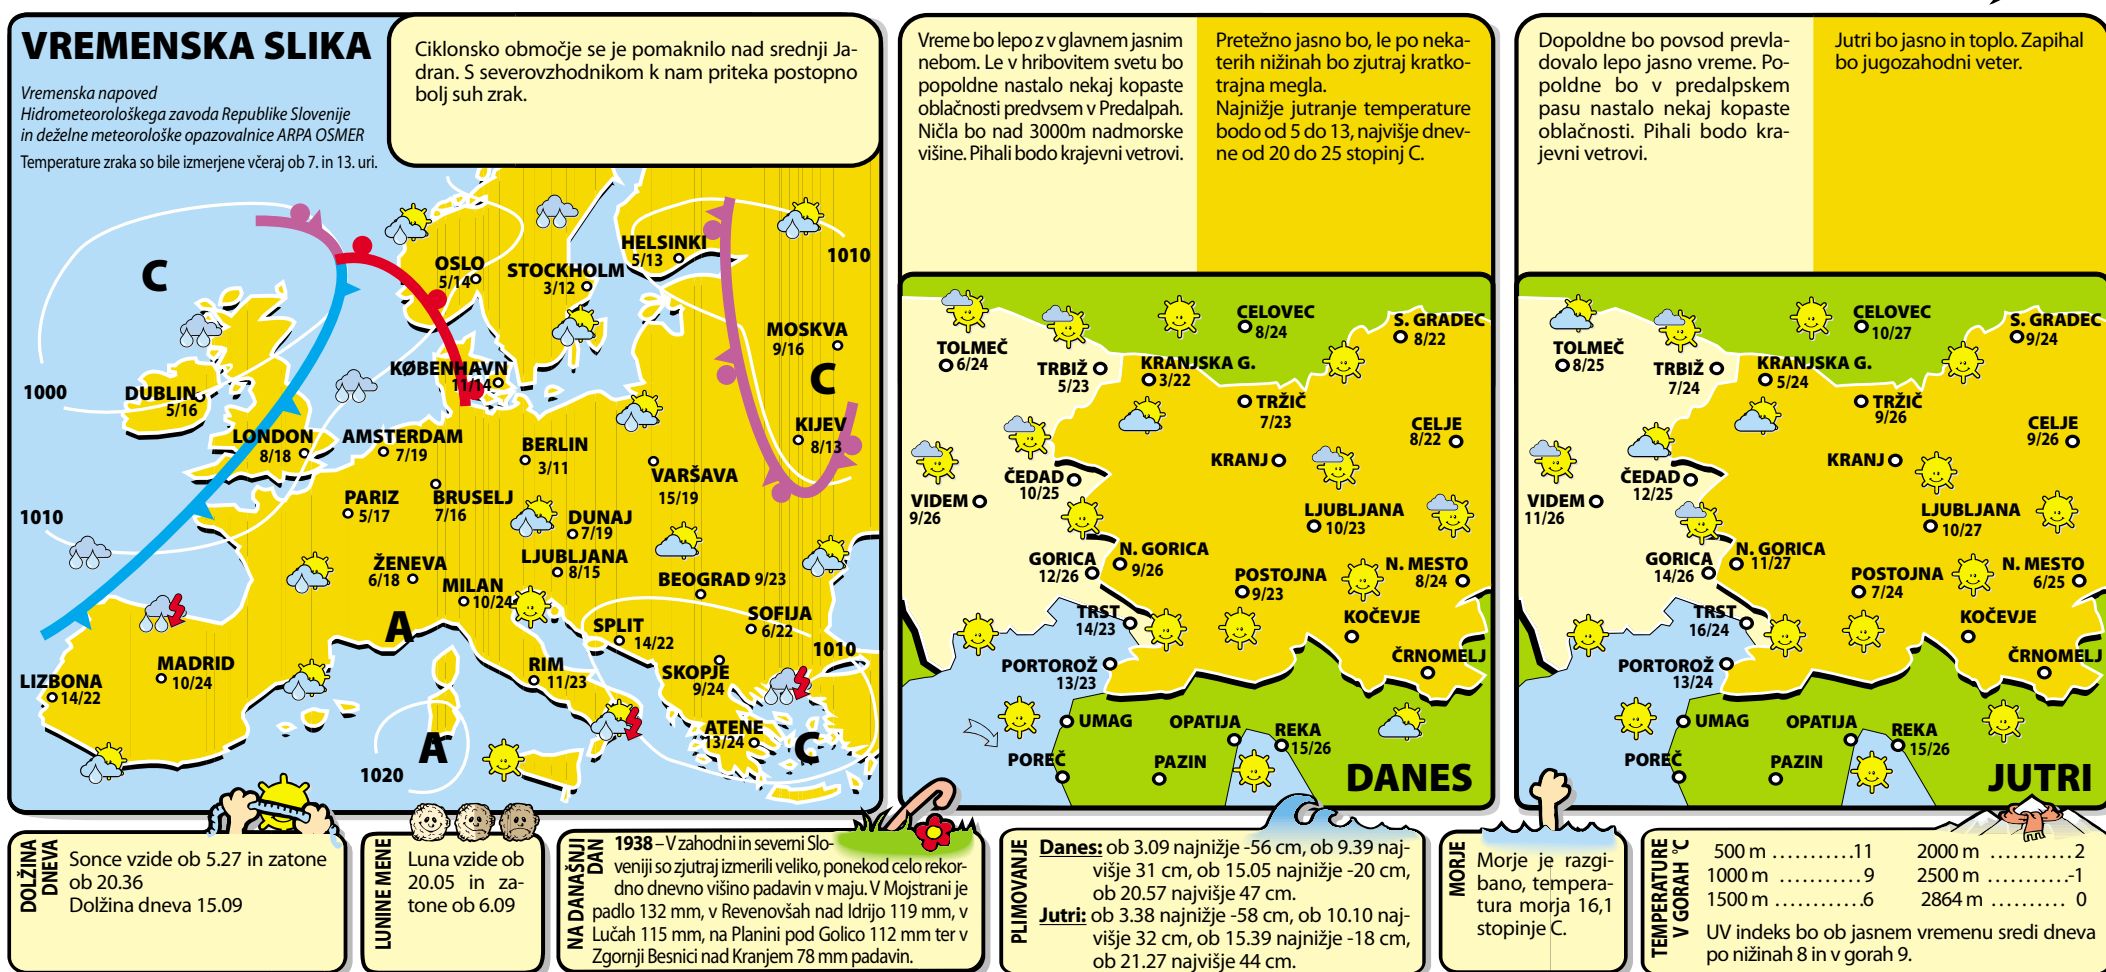 VREMENSKA SLIKA
Vremenska napoved
Hidrometeorološkega zavoda Republike Slovenije
in deželne meteorološke opazovalnice ARPA OSMER
Temperature zraka so bile izmerjene včeraj ob 7. in 13. uri.
Ciklonsko območje se je pomaknilo nad srednji Ja-
dran. S severovzhodnikom k nam priteka postopno
bolj suh zrak.
C
1010
HELSINKI
5/13
OSLO
5/14
STOCKHOLM
3/12
MOSKVA
9/16
C
KØBENHAVN
11/14
1000
DUBLIN
5/16
KIJEV
8/13
LONDON
8/18
AMSTERDAM
7/19
BERLIN
3/11
VARŠAVA
15/19
PARIZ
5/17
BRUSELJ
7/16
1010
DUNAJ
7/19
ŽENEVA
6/18
LJUBLJANA
8/15
MILAN
10/24
BEOGRAD 9/23
A
SPLIT
14/22
SOFIJA
6/22
1010
MADRID
10/24
LIZBONA
14/22
RIM
11/23
SKOPJE
9/24
ATENE
13/24
A
C
1020
Vreme bo lepo z v glavnem jasnim
nebom. Le v hribovitem svetu bo
popoldne nastalo nekaj kopaste
oblačnosti predvsem v Predalpah.
Ničla bo nad 3000m nadmorske
višine. Pihali bodo krajevni vetrovi.
Pretežno jasno bo, le po neka-
terih nižinah bo zjutraj kratko-
trajna megla.
Najnižje jutranje temperature
bodo od 5 do 13, najvišje dnev-
ne od 20 do 25 stopinj C.
CELOVEC
8/24
S. GRADEC
8/22
TOLMEČ
6/24
TRBIŽ
5/23
KRANJSKA G.
3/22
TRŽIČ
7/23
CELJE
8/22
KRANJ
ČEDAD
10/25
VIDEM
9/26
LJUBLJANA
10/23
GORICA
12/26
N. GORICA
9/26
POSTOJNA
9/23
N. MESTO
8/24
TRST
14/23
KOČEVJE
PORTOROŽ
13/23
ČRNOMELJ
UMAG
OPATIJA
REKA
15/26
POREČ
PAZIN
DANES
Dopoldne bo povsod prevla-
dovalo lepo jasno vreme. Po-
poldne bo v predalpskem
pasu nastalo nekaj kopaste
oblačnosti. Pihali bodo kra-
jevni vetrovi.
Jutri bo jasno in toplo. Zapihal
bo jugozahodni veter.
CELOVEC
10/27
S. GRADEC
9/24
TOLMEČ
8/25
TRBIŽ
7/24
KRANJSKA G.
5/24
TRŽIČ
9/26
CELJE
9/26
KRANJ
ČEDAD
12/25
VIDEM
11/26
LJUBLJANA
10/27
GORICA
14/26
N. GORICA
11/27
POSTOJNA
7/24
N. MESTO
6/25
TRST
16/24
KOČEVJE
PORTOROŽ
13/24
ČRNOMELJ
UMAG
OPATIJA
REKA
15/26
POREČ
PAZIN
JUTRI
DOLŽINA
DNEVA
Sonce vzide ob 5.27 in zatone
ob 20.36
Dolžina dneva 15.09
LUNINE MENE
Luna vzide ob
20.05 in za-
tone ob 6.09
NA DANAŠNJI
DAN
1938 – V zahodni in severni Slo-
veniji so zjutraj izmerili veliko, ponekod celo rekor-
dno dnevno višino padavin v maju. V Mojstrani je
padlo 132 mm, v Revenovšah nad Idrijo 119 mm, v
Lučah 115 mm, na Planini pod Golico 112 mm ter v
Zgornji Besnici nad Kranjem 78 mm padavin.
PLIMOVANJE
Danes: ob 3.09 najnižje -56 cm, ob 9.39 naj-
višje 31 cm, ob 15.05 najnižje -20 cm,
ob 20.57 najvišje 47 cm.
Jutri: ob 3.38 najnižje -58 cm, ob 10.10 naj-
višje 32 cm, ob 15.39 najnižje -18 cm,
ob 21.27 najvišje 44 cm.
MORJE
Morje je razgi-
bano, tempera-
tura morja 16,1
stopinje C.
TEMPERATURE °C
V GORAH
500 m ...........11
1000 m ..........9
1500 m ..........6
2000 m ...........2
2500 m ...........-1
2864 m .......... 0
UV indeks bo ob jasnem vremenu sredi dneva
po nižinah 8 in v gorah 9.